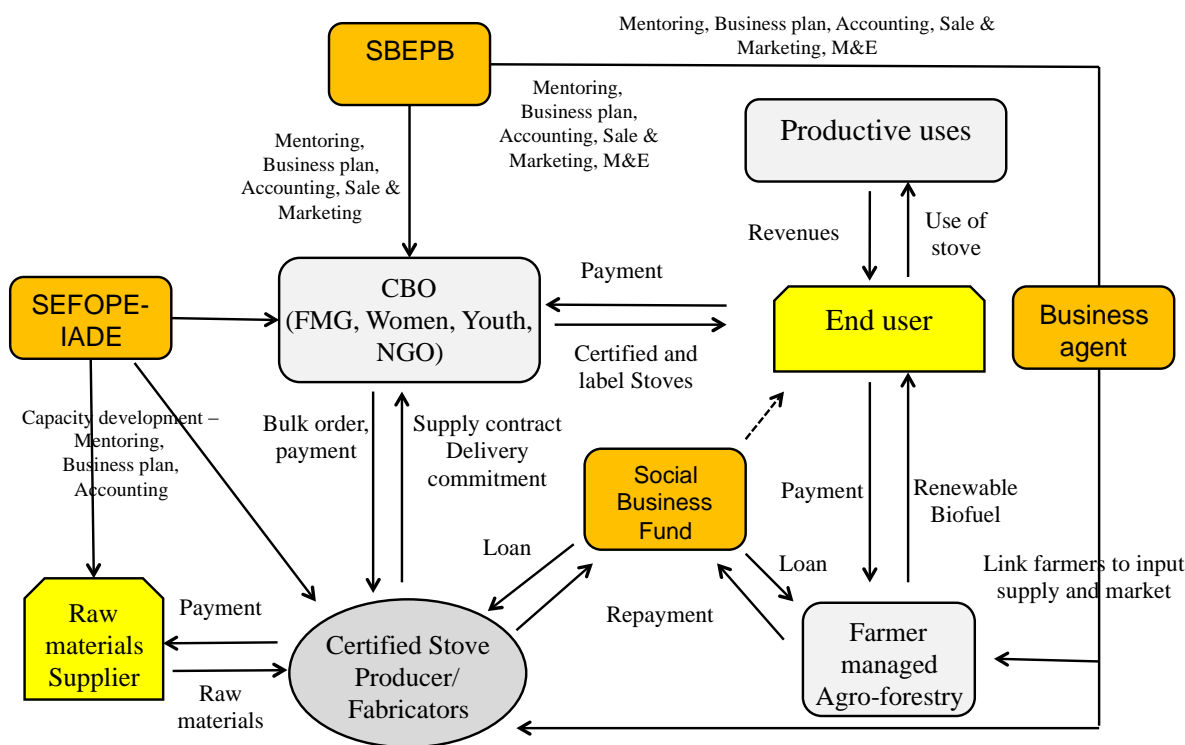 Mentoring, Business plan, Accounting, Sale &
Marketing, M&E
SBEPB
Mentoring,
Business plan,
Accounting, Sale &
Marketing, M&E
Mentoring,
Business plan,
Accounting, Sale &
Marketing
Productive uses
Revenues
Use of
stove
SEFOPE-
IADE
CBO
(FMG, Women, Youth,
NGO)
Payment
Certified and
label Stoves
End user
Business
agent
Capacity development –
Mentoring,
Business plan,
Accounting
Bulk order,
payment
Supply contract
Delivery
commitment
Social
Business
Fund
Payment
Renewable
Biofuel
Loan
Loan
Link farmers to input
supply and market
Repayment
Raw
materials
Supplier
Payment
Raw
materials
Certified Stove
Producer/
Fabricators
Farmer
managed
Agro-forestry